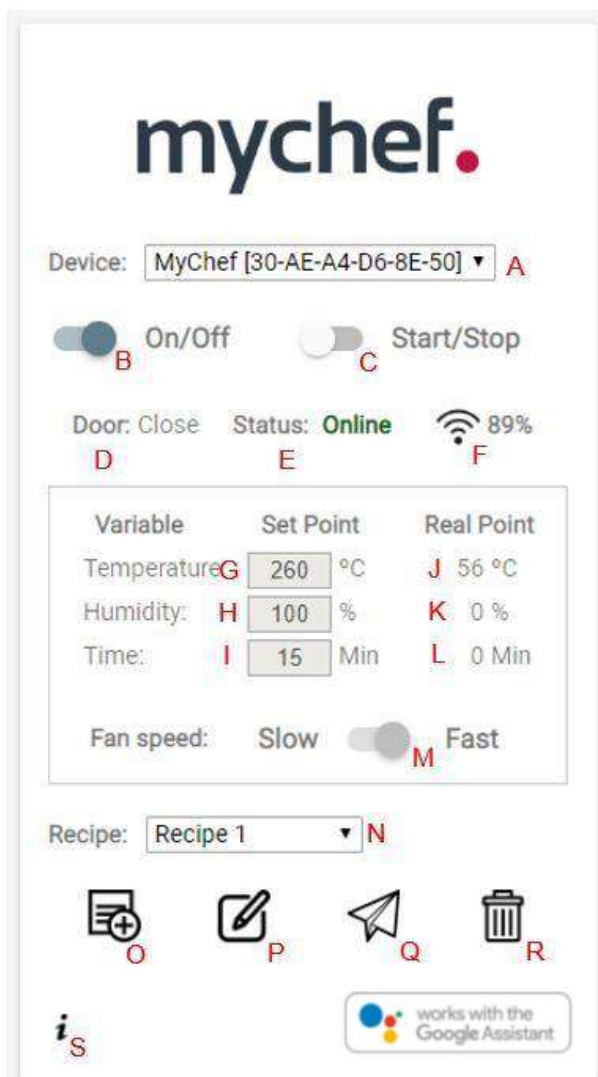 mychef.
Device: MyChef [30-AE-A4-D6-8E-50] A
B On/Off C Start/Stop
Door: Close Status: Online 89%
D E F
Variable Set Point Real Point
Temperature G 260 ºC J 56 ºC
Humidity: H 100 % K 0 %
Time: I 15 Min L 0 Min
Fan speed: Slow M Fast
Recipe: Recipe 1 N
O P Q R
i S
works with the
Google Assistant